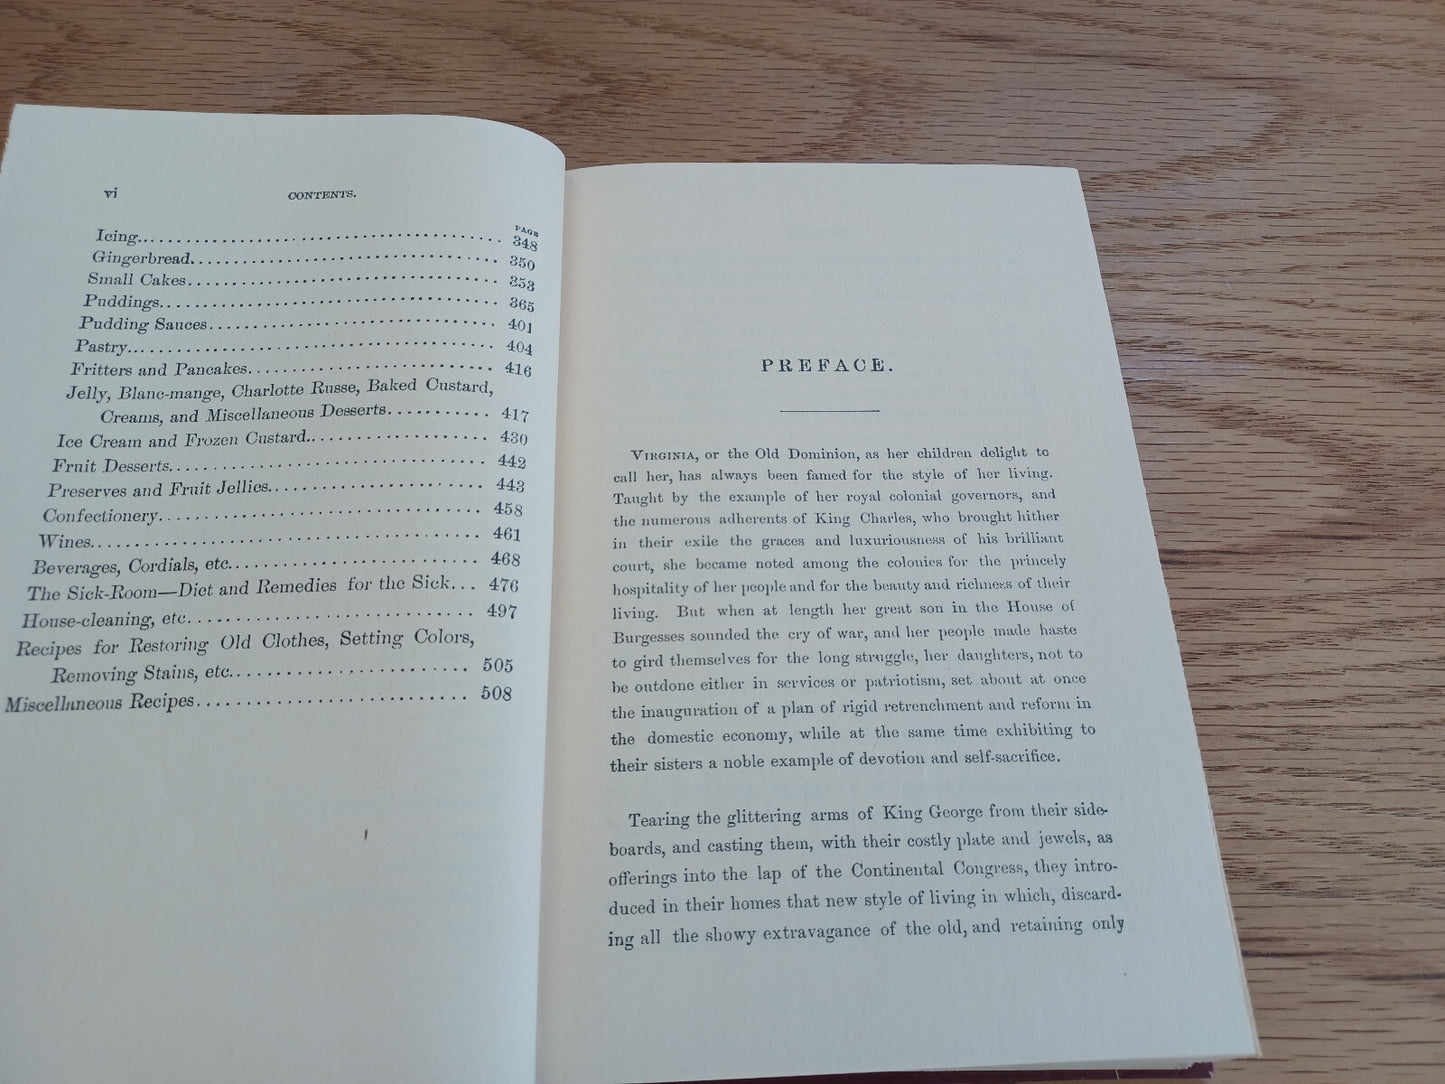 vi CONTENTS.
PAGE
Icing........................................ 348
Gingerbread.................................. 350
Small Cakes.................................. 353
Puddings..................................... 365
Pudding Sauces............................... 401
Pastry....................................... 404
Fritters and Pancakes........................ 416
Jelly, Blanc-mange, Charlotte Russe, Baked Custard,
Creams, and Miscellaneous Desserts........... 417
Ice Cream and Frozen Custard................. 430
Fruit Desserts............................... 442
Preserves and Fruit Jellies.................. 443
Confectionery................................ 458
Wines........................................ 461
Beverages, Cordials, etc..................... 468
The Sick-Room—Diet and Remedies for the Sick... 476
House-cleaning, etc.......................... 497
Recipes for Restoring Old Clothes, Setting Colors,
Removing Stains, etc......................... 505
Miscellaneous Recipes........................ 508
PREFACE.
VIRGINIA, or the Old Dominion, as her children delight to
call her, has always been famed for the style of her living.
Taught by the example of her royal colonial governors, and
the numerous adherents of King Charles, who brought hither
in their exile the graces and luxuriousness of his brilliant
court, she became noted among the colonies for the princely
hospitality of her people and for the beauty and richness of their
living. But when at length her great son in the House of
Burgesses sounded the cry of war, and her people made haste
to gird themselves for the long struggle, her daughters, not to
be outdone either in services or patriotism, set about at once
the inauguration of a plan of rigid retrenchment and reform in
the domestic economy, while at the same time exhibiting to
their sisters a noble example of devotion and self-sacrifice.
Tearing the glittering arms of King George from their side-
boards, and casting them, with their costly plate and jewels, as
offerings into the lap of the Continental Congress, they intro-
duced in their homes that new style of living in which, discard-
ing all the showy extravagance of the old, and retaining only